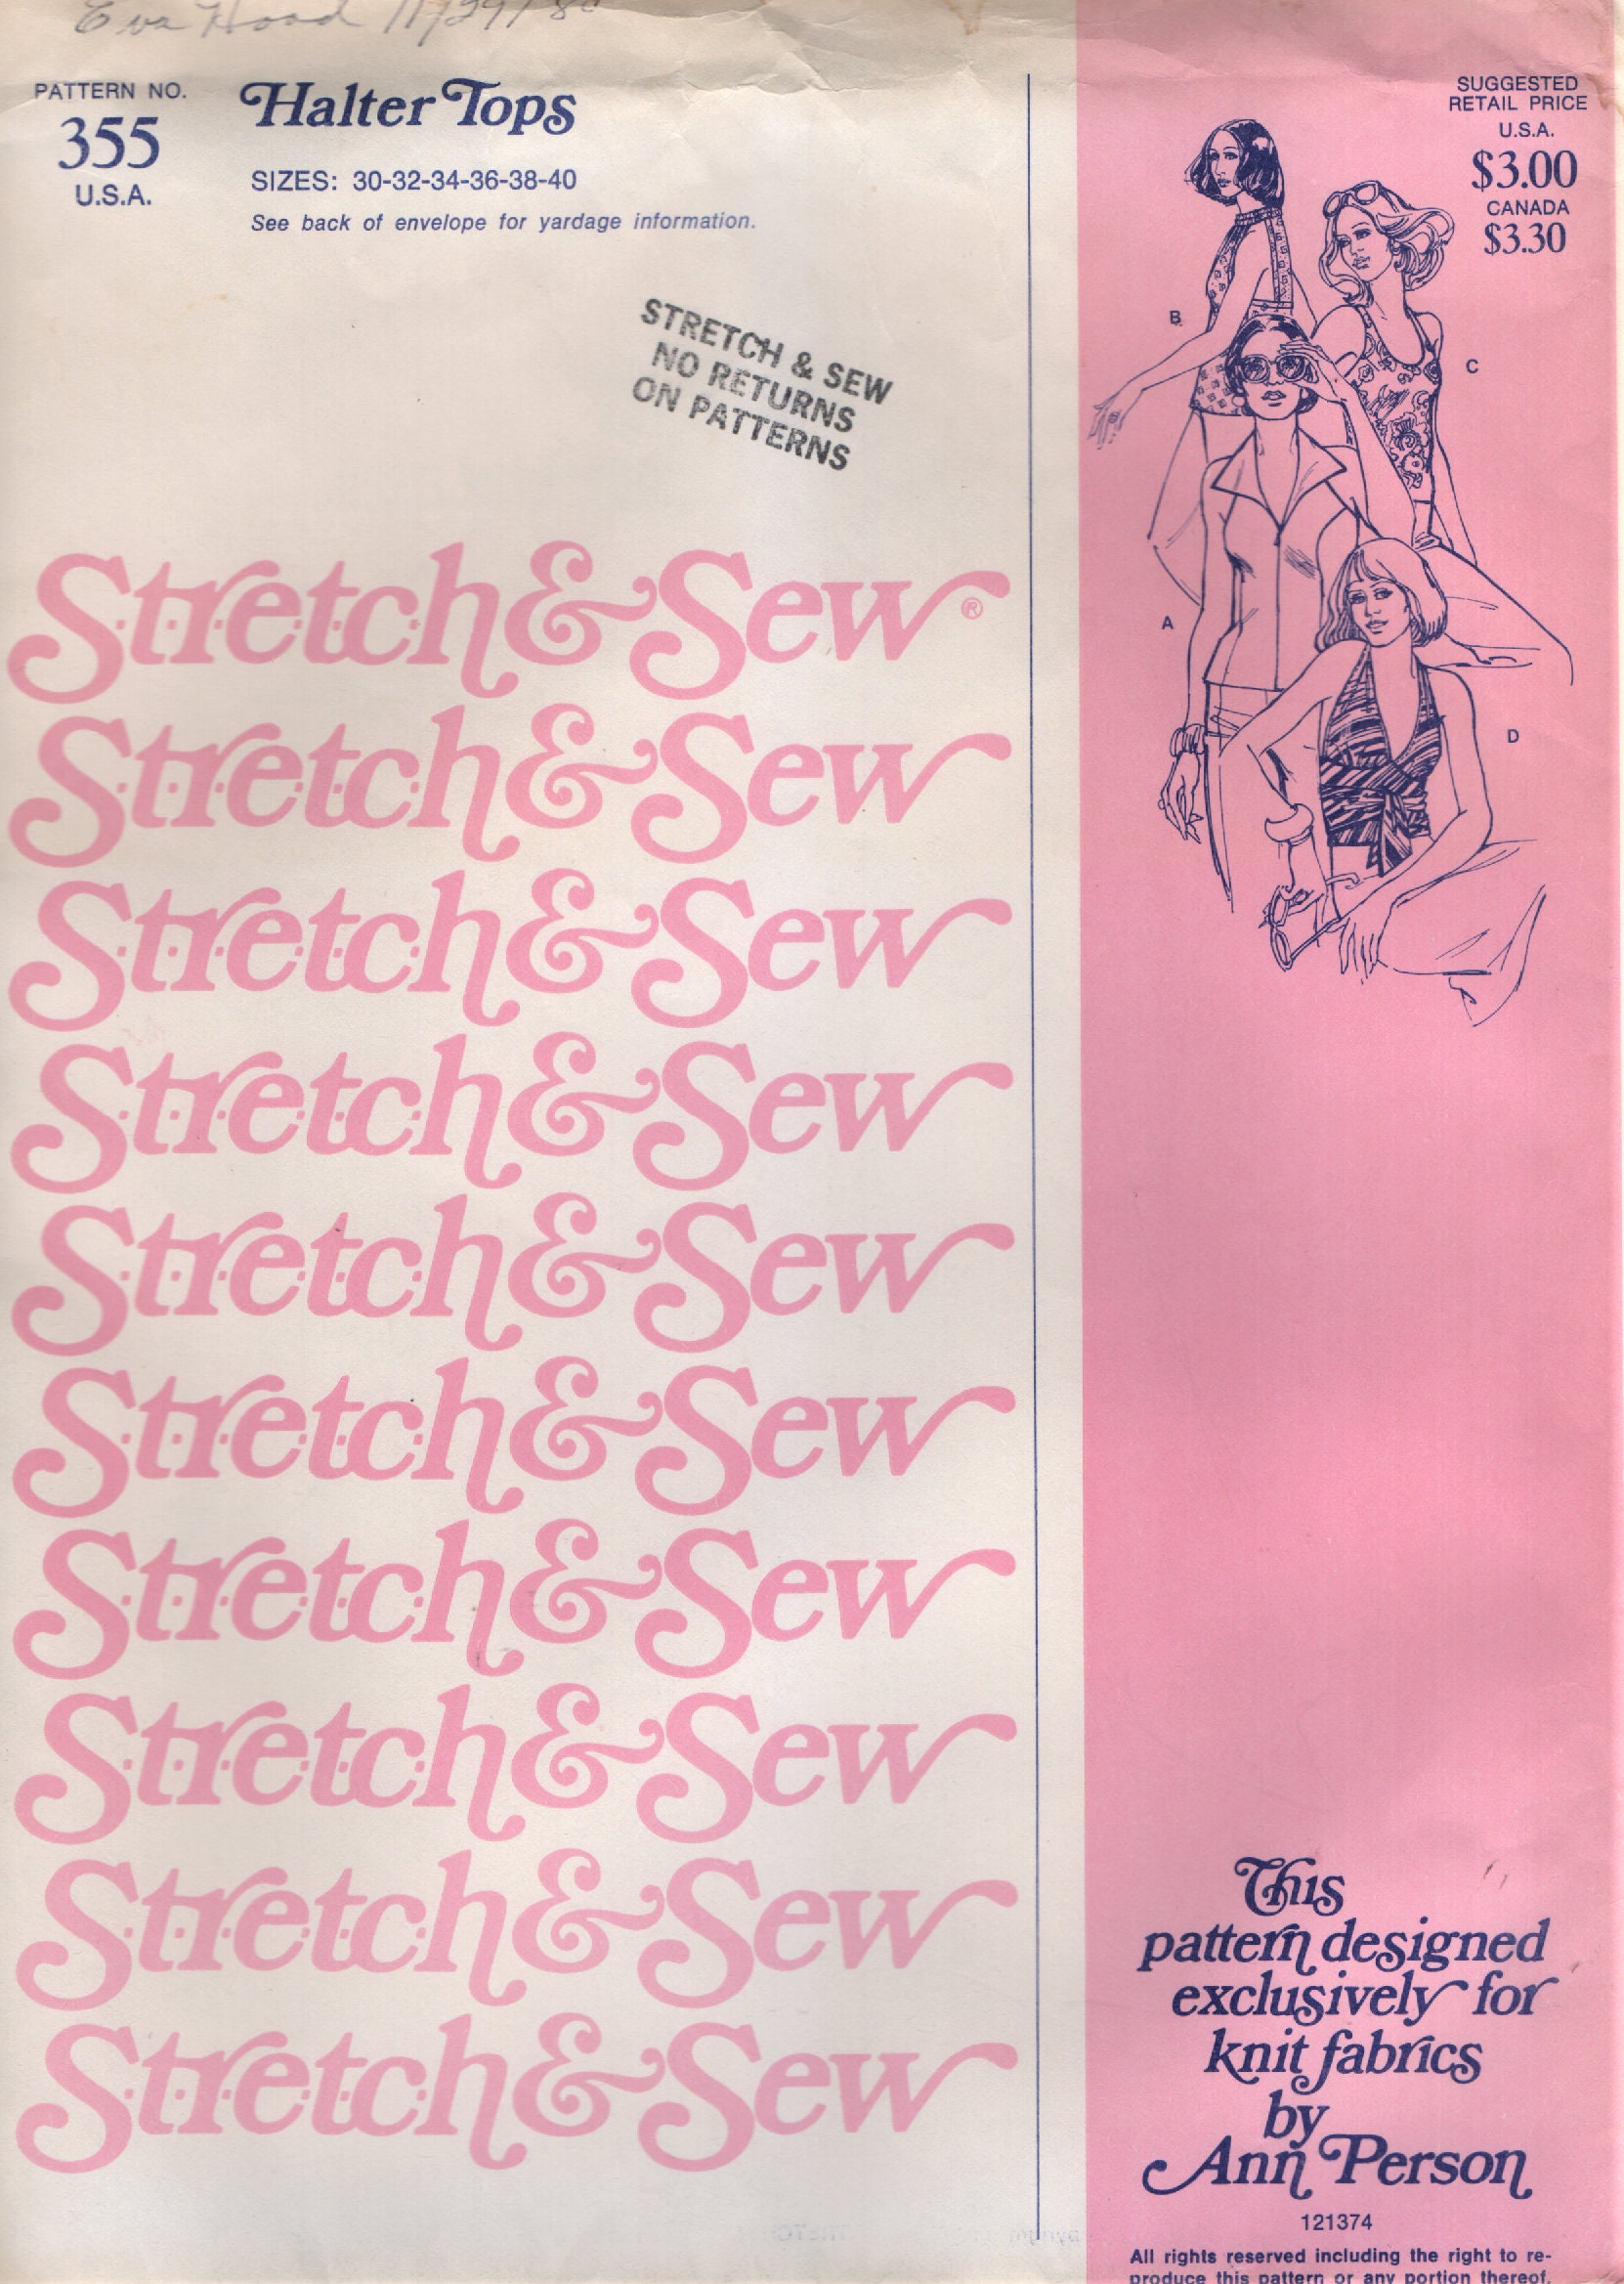 Eva Hood 11/29/80
PATTERN NO.
355
U.S.A.
Halter Tops
SIZES: 30-32-34-36-38-40
See back of envelope for yardage information.
STRETCH & SEW
NO RETURNS
ON PATTERNS
Stretch & Sew®
Stretch & Sew
Stretch & Sew
Stretch & Sew
Stretch & Sew
Stretch & Sew
Stretch & Sew
Stretch & Sew
Stretch & Sew
Stretch & Sew
SUGGESTED
RETAIL PRICE
U.S.A.
$3.00
CANADA
$3.30
B
C
A
D
This
pattern designed
exclusively for
knit fabrics
by
Ann Person
121374
All rights reserved including the right to re-
produce this pattern or any portion thereof.